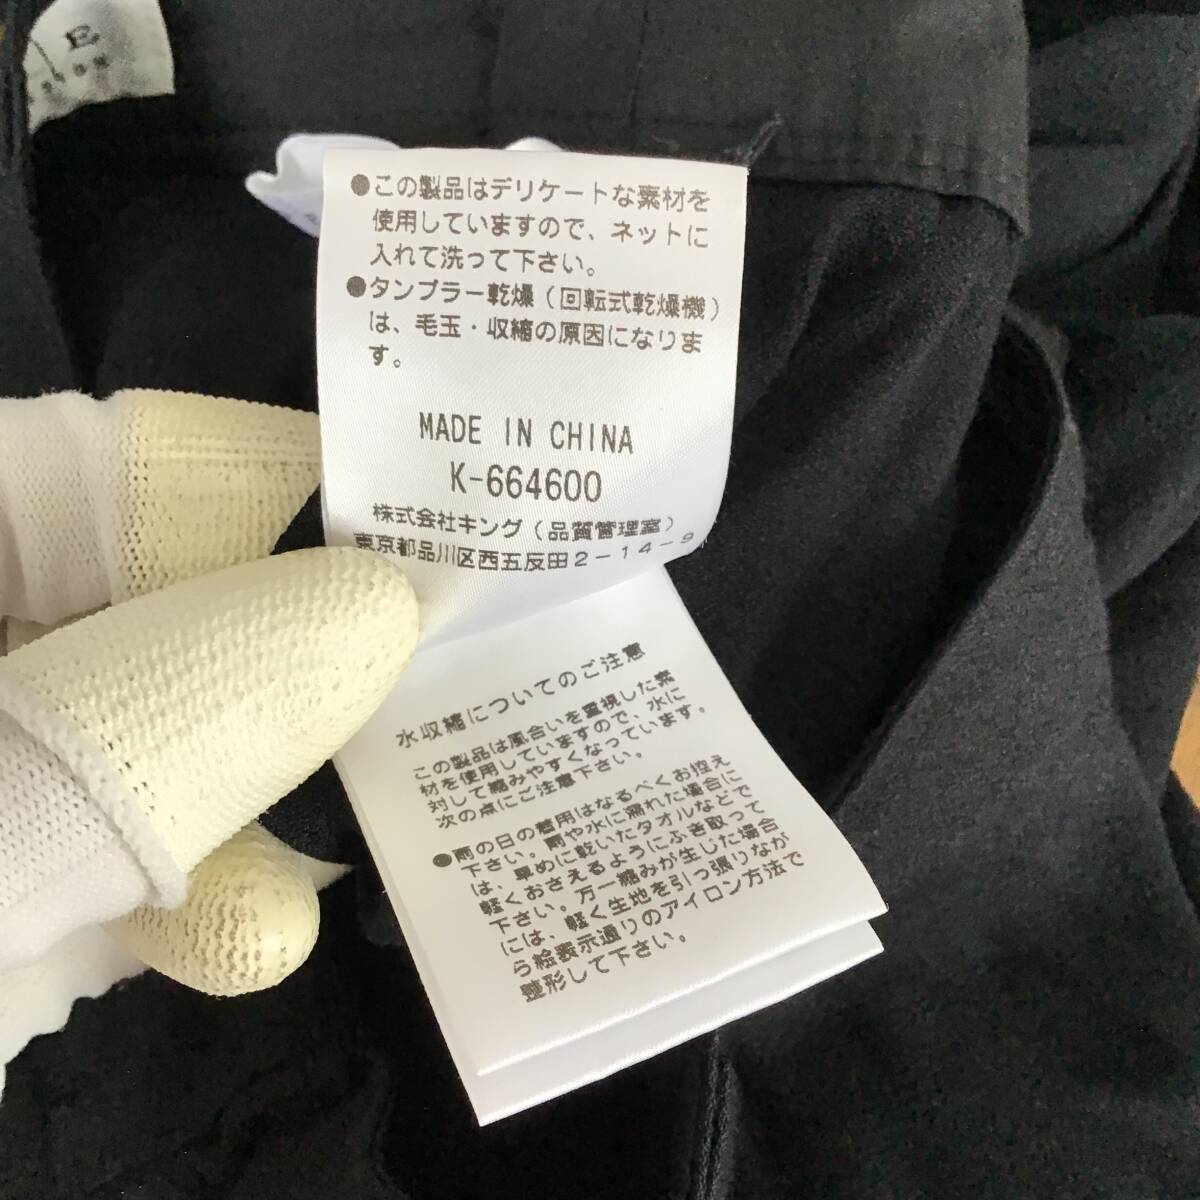 E
●この製品はデリケートな素材を
使用していますので、ネットに
入れて洗って下さい。
●タンブラー乾燥(回転式乾燥機)
は、毛玉・収縮の原因になりま
す。
MADE IN CHINA
K-664600
株式会社キング(品質管理室)
東京都品川区西五反田2-14-9
水収縮についてのご注意
この製品は風合いを重視した素
材を使用していますので、水に
対して縮みやすくなっています。
次の点にご注意下さい。
●雨の日の着用はなるべくお控え
下さい。雨や水に濡れた場合に
は、早めに乾いたタオルなどで
軽くおさえるようにふき取って
下さい。万一縮みが生じた場合
には、軽く生地を引っ張りなが
ら絵表示通りのアイロン方法で
整形して下さい。